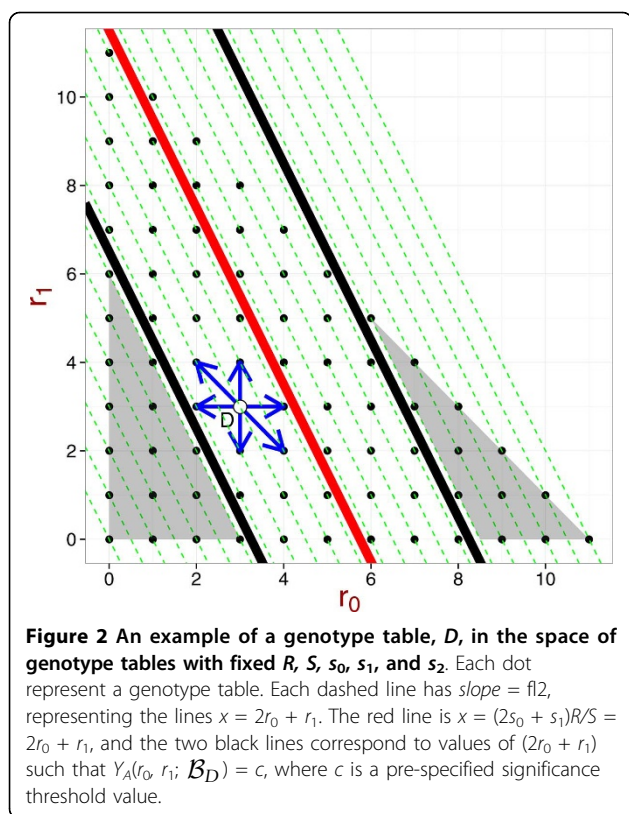 10
8
6
4
2
0
r1
D
0
2
4
6
8
10
r0
Figure 2 An example of a genotype table, D, in the space of
genotype tables with fixed R, S, s0, s1, and s2. Each dot
represent a genotype table. Each dashed line has slope = fl2,
representing the lines x = 2r0 + r1. The red line is x = (2s0 + s1)R/S =
2r0 + r1, and the two black lines correspond to values of (2r0 + r1)
such that YA(r0, r1; ℬD) = c, where c is a pre-specified significance
threshold value.